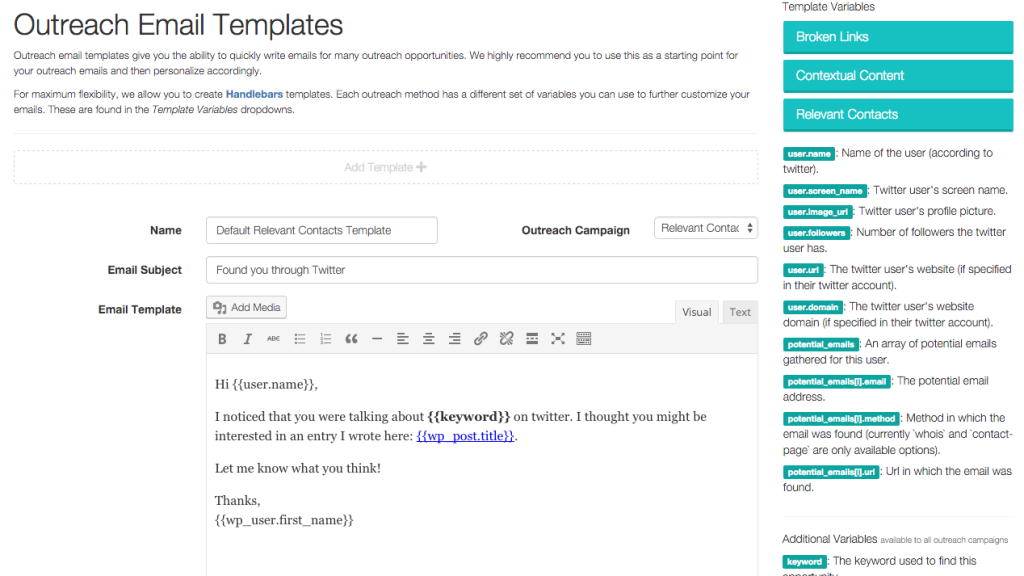 Outreach Email Templates
Outreach email templates give you the ability to quickly write emails for many outreach opportunities. We highly recommend you to use this as a starting point for
your outreach emails and then personalize accordingly.
For maximum flexibility, we allow you to create Handlebars templates. Each outreach method has a different set of variables you can use to further customize your
emails. These are found in the Template Variables dropdowns.
Add Template
Name
Default Relevant Contacts Template
Outreach Campaign
Relevant Contac
Email Subject
Found you through Twitter
Email Template
Add Media
Visual
Text
B I ABC
Hi {{user.name}},
I noticed that you were talking about {{keyword}} on twitter. I thought you might be
interested in an entry I wrote here: {{wp_post.title}}.
Let me know what you think!
Thanks,
{{wp_user.first_name}}
Template Variables
Broken Links
Contextual Content
Relevant Contacts
user.name: Name of the user (according to
twitter).
user.screen_name: Twitter user's screen name.
user.image_url: Twitter user's profile picture.
user.followers: Number of followers the twitter
user has.
user.url: The twitter user's website (if specified
in their twitter account).
user.domain: The twitter user's website
domain (if specified in their twitter account).
potential_emails: An array of potential emails
gathered for this user.
potential_emails[i].email: The potential email
address.
potential_emails[i].method: Method in which the
email was found (currently `whois` and `contact-
page` are only available options).
potential_emails[i].url: Url in which the email was
found.
Additional Variables available to all outreach campaigns
keyword: The keyword used to find this
opportunity.